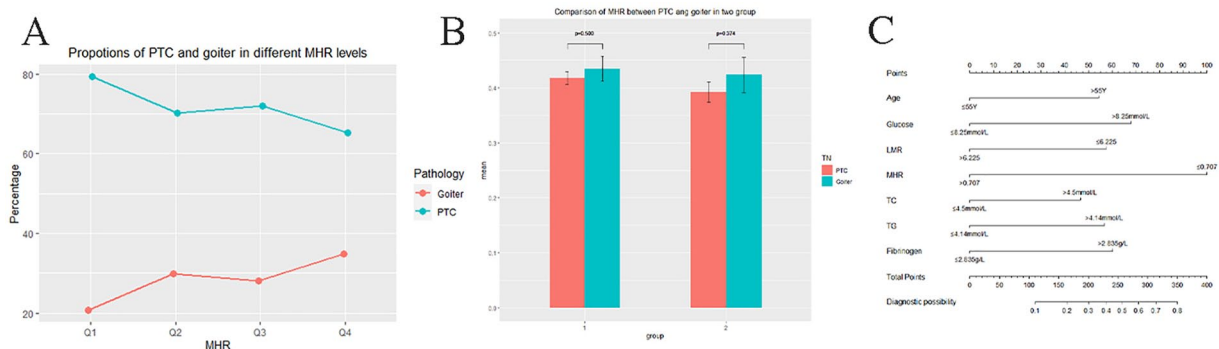 A
Propotions of PTC and goiter in different MHR levels
Percentage
80
60
40
20
Q1 Q2 Q3 Q4
MHR
Pathology
Goiter
PTC
B
Comparison of MHR between PTC ang goiter in two group
0.5
0.4
0.3
0.2
0.1
0.0
mean
1 2
group
TN
PTC
Goiter
C
Points
0 10 20 30 40 50 60 70 80 90 100
Age
≤55Y
>55Y
Glucose
≤8.25mmol/L
>8.25mmol/L
LMR
>6.225
≤6.225
MHR
>0.707
≤0.707
TC
≤4.5mmol/L
>4.5mmol/L
TG
≤4.14mmol/L
>4.14mmol/L
Fibrinogen
≤2.835g/L
>2.835g/L
Total Points
0 50 100 150 200 250 300 350 400
Diagnostic possibility
0.1 0.2 0.3 0.4 0.5 0.6 0.7 0.8